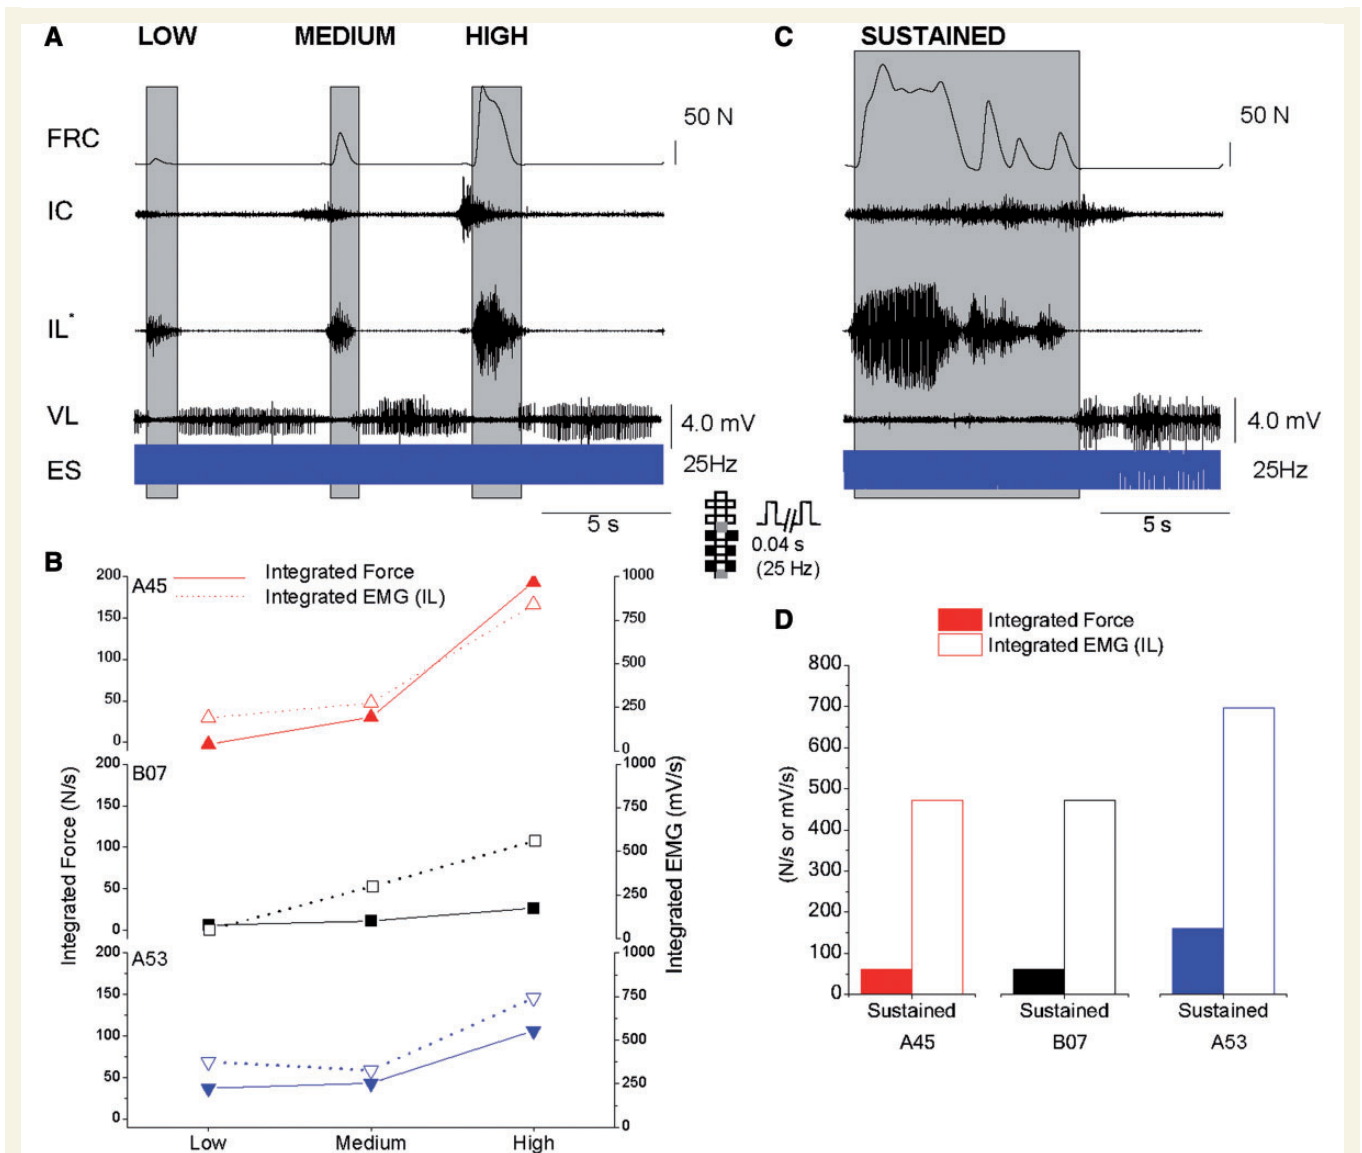 A LOW MEDIUM HIGH
FRC
50 N
IC
IL*
VL
4.0 mV
ES
25Hz
5 s
C SUSTAINED
50 N
4.0 mV
25Hz
5 s
0.04 s
(25 Hz)
B
A45
Integrated Force
Integrated EMG (IL)
200
150
100
50
0
1000
750
500
250
0
B07
200
150
100
50
0
1000
750
500
250
0
A53
200
150
100
50
0
1000
750
500
250
0
Integrated Force (N/s)
Integrated EMG (mV/s)
Low Medium High
D
Integrated Force
Integrated EMG (IL)
(N/s or mV/s)
800
700
600
500
400
300
200
100
0
Sustained Sustained Sustained
A45 B07 A53